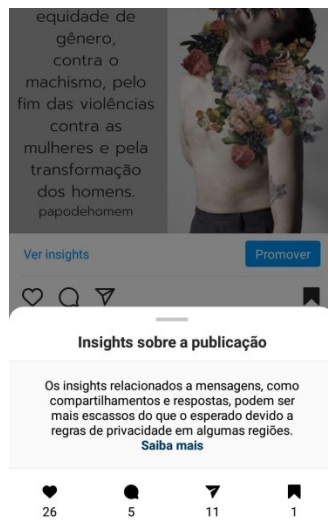 equidade de
gênero,
contra o
machismo, pelo
fim das violências
contra as
mulheres e pela
transformação
dos homens.
papodehomem
Ver insights
Promover
Insights sobre a publicação
Os insights relacionados a mensagens, como
compartilhamentos e respostas, podem ser
mais escassos do que o esperado devido a
regras de privacidade em algumas regiões.
Saiba mais
26 5 11 1